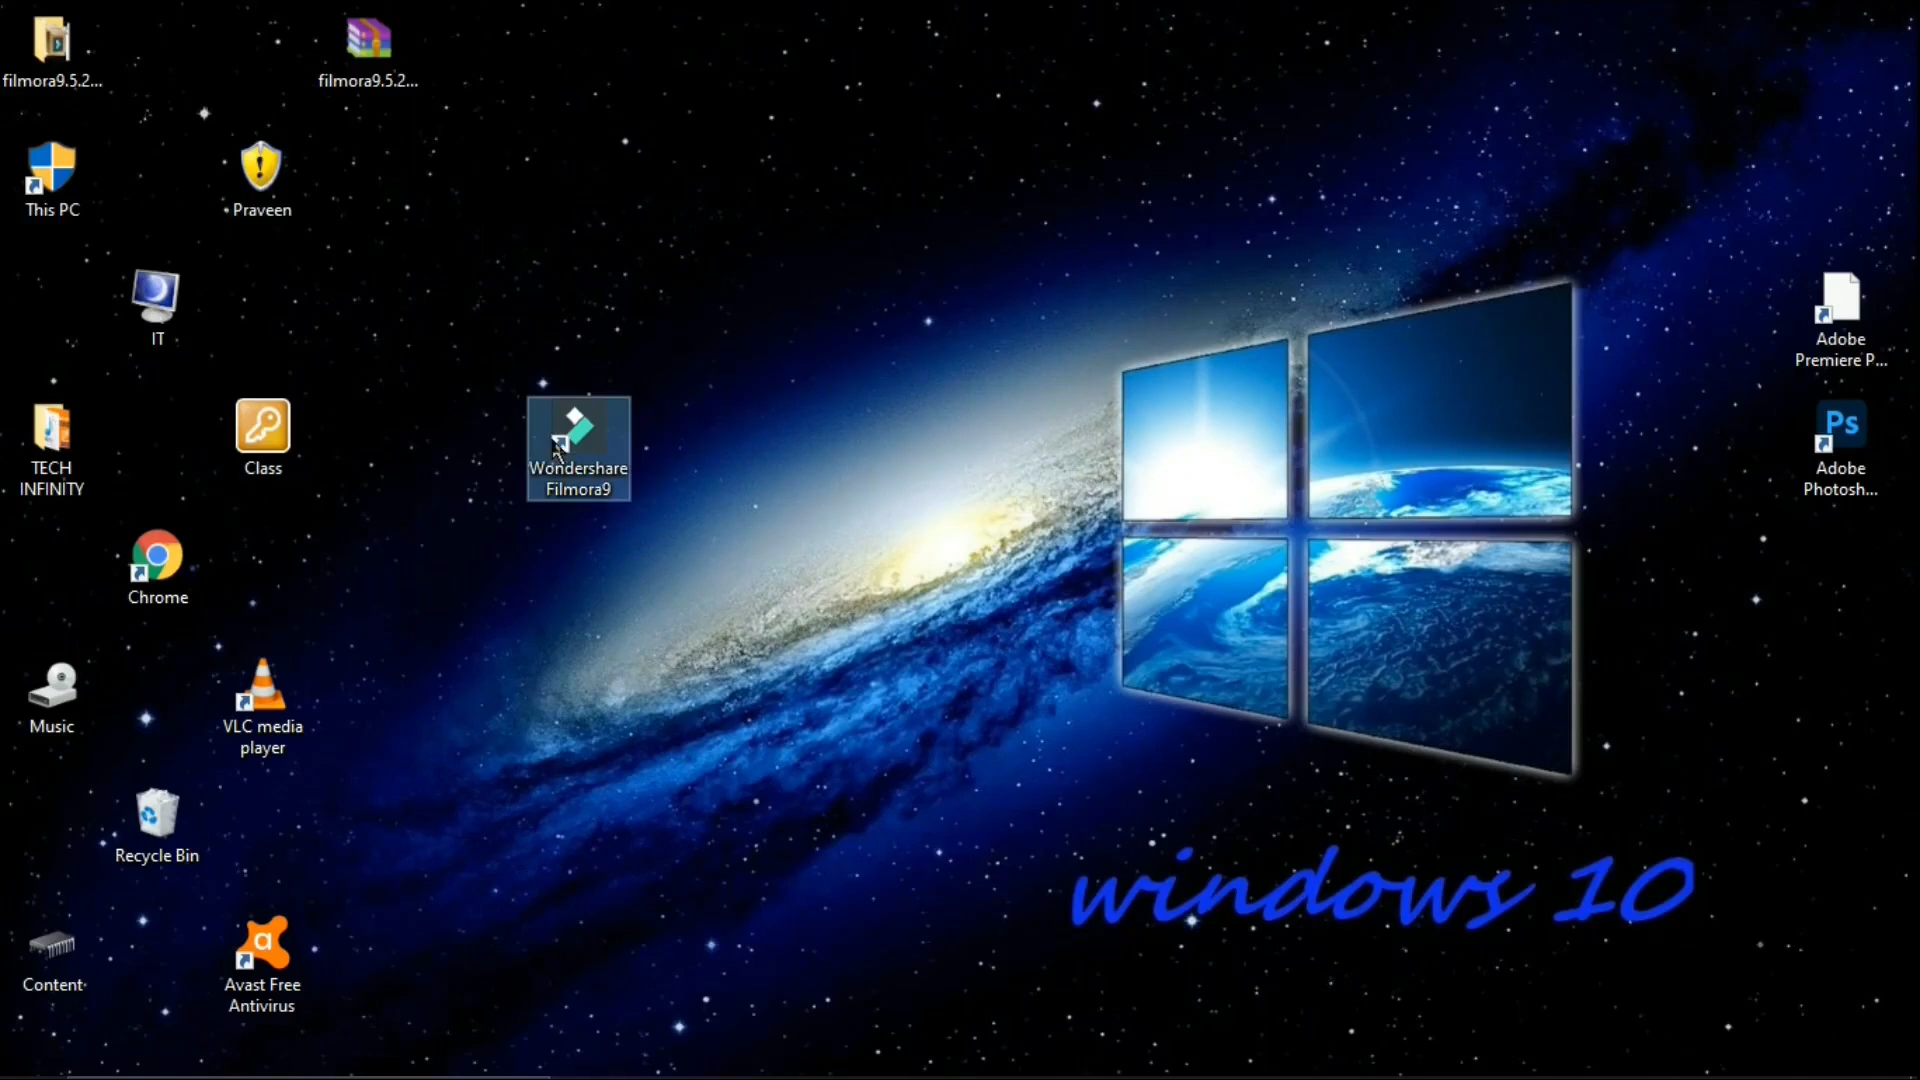 filmora9.5.2...
filmora9.5.2...
This PC
Praveen
IT
Adobe
Premiere P...
TECH
INFINITY
Class
Wondershare
Filmora9
Ps
Adobe
Photosh...
Chrome
Music
VLC media
player
Recycle Bin
windows 10
Content
a
Avast Free
Antivirus